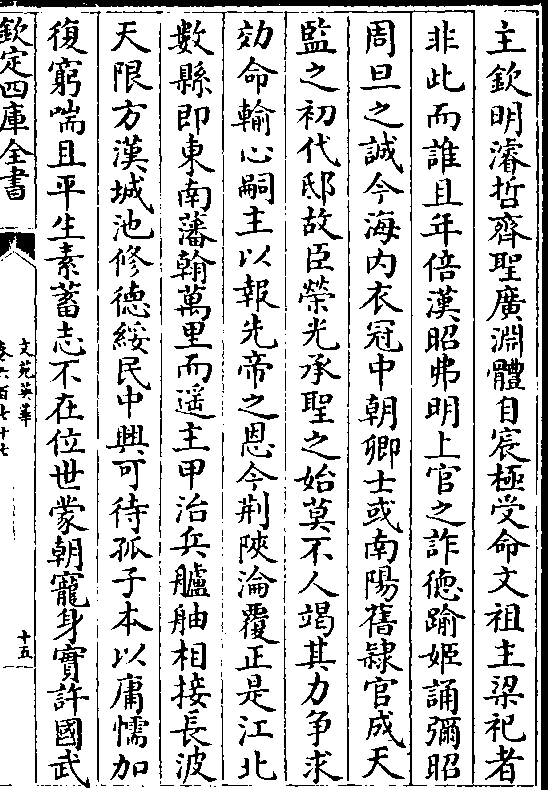 主欽明濬哲齊聖廣淵體自宸極受命文祖主梁祀者
非此而誰且年倍漢昭弗明上官之詐德踰姬誦彌昭
周旦之誠今海内衣冠中朝卿士或南陽舊隸官成天
監之初代邸故臣榮光承聖之始莫不人竭其力争求
効命輸心嗣主以報先帝之恩今荆陜淪覆正是江北
數縣即東南藩翰萬里而遥主甲治兵艫舳相接長波
天限方漢城池修德綏民中興可待孤子本以庸懦加
復窮喘且平生素蓄志不在位世蒙朝寵身實許國武
欽定四庫全書
文苑英華
卷六百七十七
十五